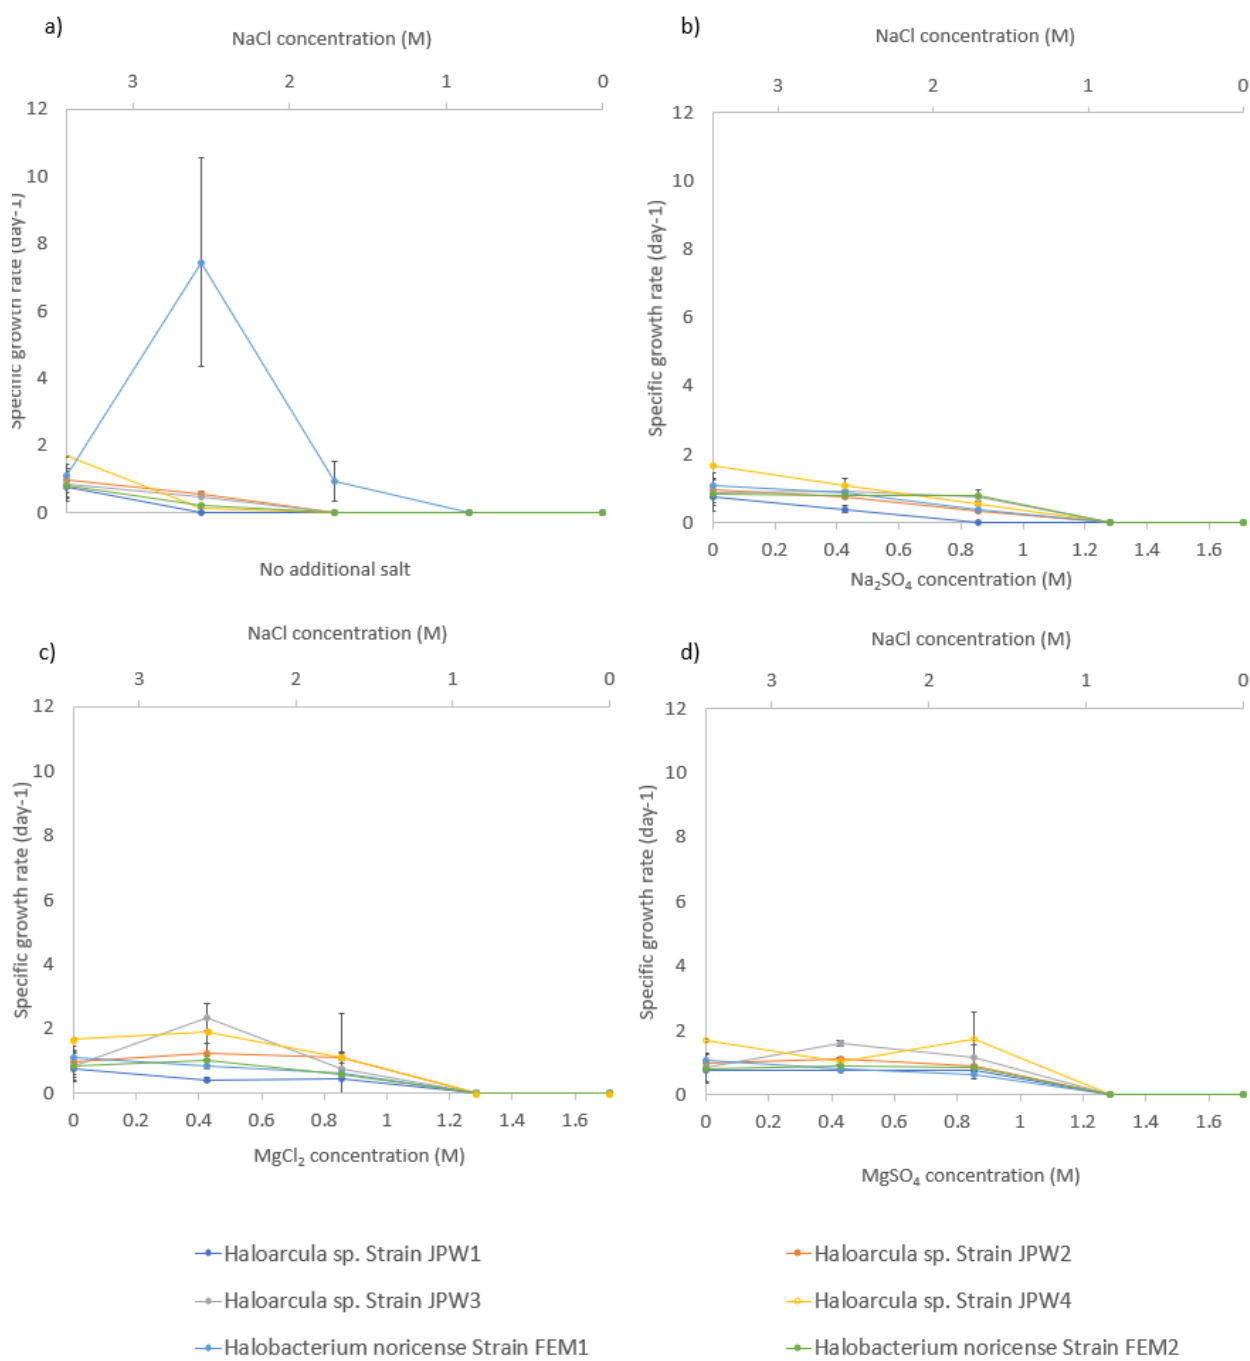 a)
NaCl concentration (M)
3 2 1 0
12
10
8
6
4
2
0
Specific growth rate (day-1)
No additional salt
b)
NaCl concentration (M)
3 2 1 0
12
10
8
6
4
2
0
Specific growth rate (day-1)
0 0.2 0.4 0.6 0.8 1 1.2 1.4 1.6
Na₂SO₄ concentration (M)
c)
NaCl concentration (M)
3 2 1 0
12
10
8
6
4
2
0
Specific growth rate (day-1)
0 0.2 0.4 0.6 0.8 1 1.2 1.4 1.6
MgCl₂ concentration (M)
d)
NaCl concentration (M)
3 2 1 0
12
10
8
6
4
2
0
Specific growth rate (day-1)
0 0.2 0.4 0.6 0.8 1 1.2 1.4 1.6
MgSO₄ concentration (M)
Haloarcula sp. Strain JPW1
Haloarcula sp. Strain JPW2
Haloarcula sp. Strain JPW3
Haloarcula sp. Strain JPW4
Halobacterium noricense Strain FEM1
Halobacterium noricense Strain FEM2